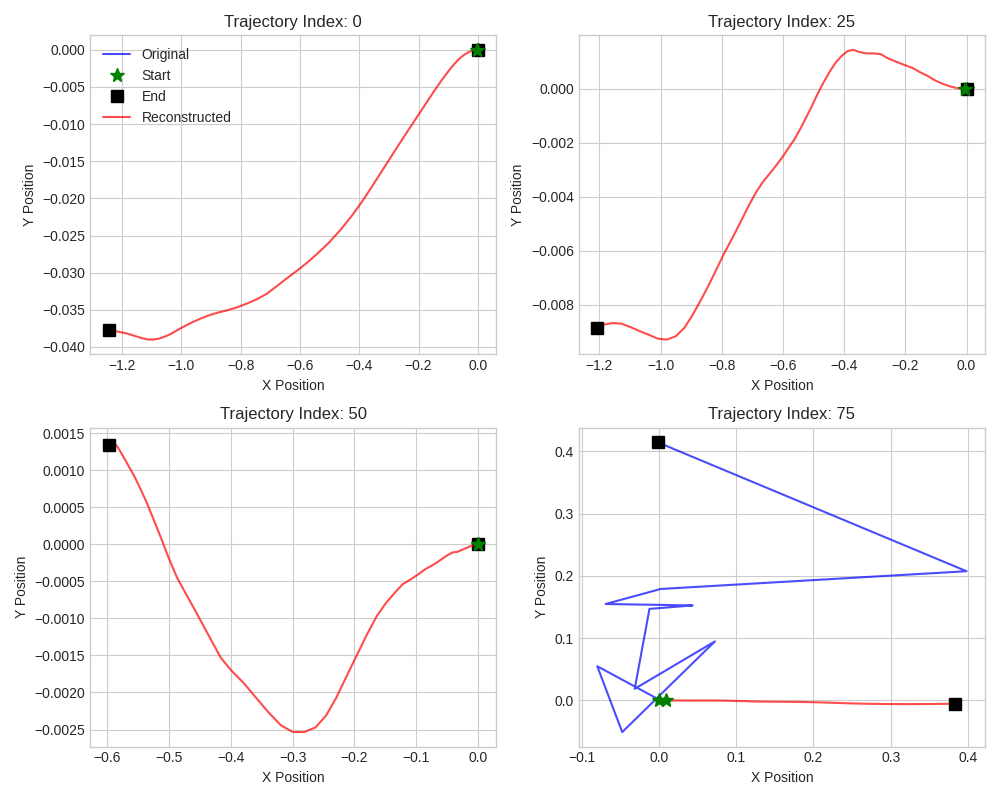 Trajectory Index: 0
Original
Start
End
Reconstructed
0.000
−0.005
−0.010
−0.015
−0.020
−0.025
−0.030
−0.035
−0.040
Y Position
−1.2 −1.0 −0.8 −0.6 −0.4 −0.2 0.0
X Position
Trajectory Index: 25
0.000
−0.002
−0.004
−0.006
−0.008
Y Position
−1.2 −1.0 −0.8 −0.6 −0.4 −0.2 0.0
X Position
Trajectory Index: 50
0.0015
0.0010
0.0005
0.0000
−0.0005
−0.0010
−0.0015
−0.0020
−0.0025
Y Position
−0.6 −0.5 −0.4 −0.3 −0.2 −0.1 0.0
X Position
Trajectory Index: 75
0.4
0.3
0.2
0.1
0.0
Y Position
−0.1 0.0 0.1 0.2 0.3 0.4
X Position